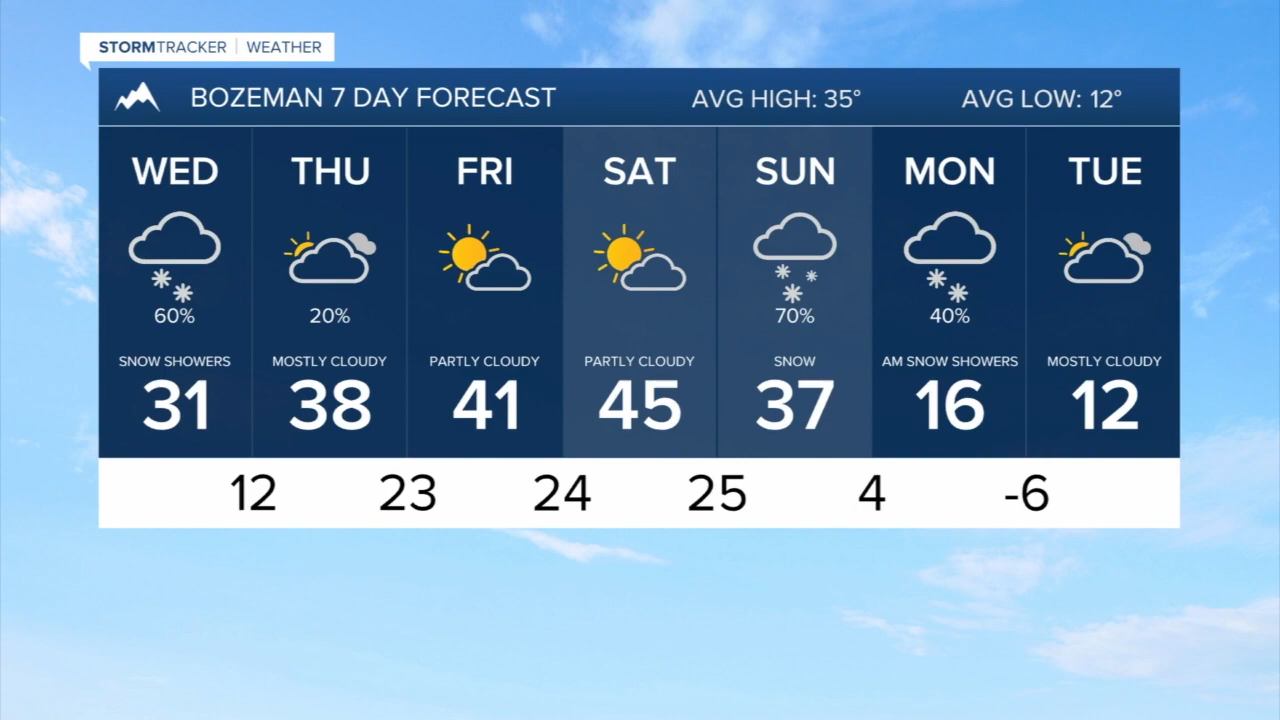 STORMTRACKER | WEATHER
BOZEMAN 7 DAY FORECAST AVG HIGH: 35° AVG LOW: 12°
WED THU FRI SAT SUN MON TUE
60% 20% 70% 40%
SNOW SHOWERS MOSTLY CLOUDY PARTLY CLOUDY PARTLY CLOUDY SNOW AM SNOW SHOWERS MOSTLY CLOUDY
31 38 41 45 37 16 12
12 23 24 25 4 -6